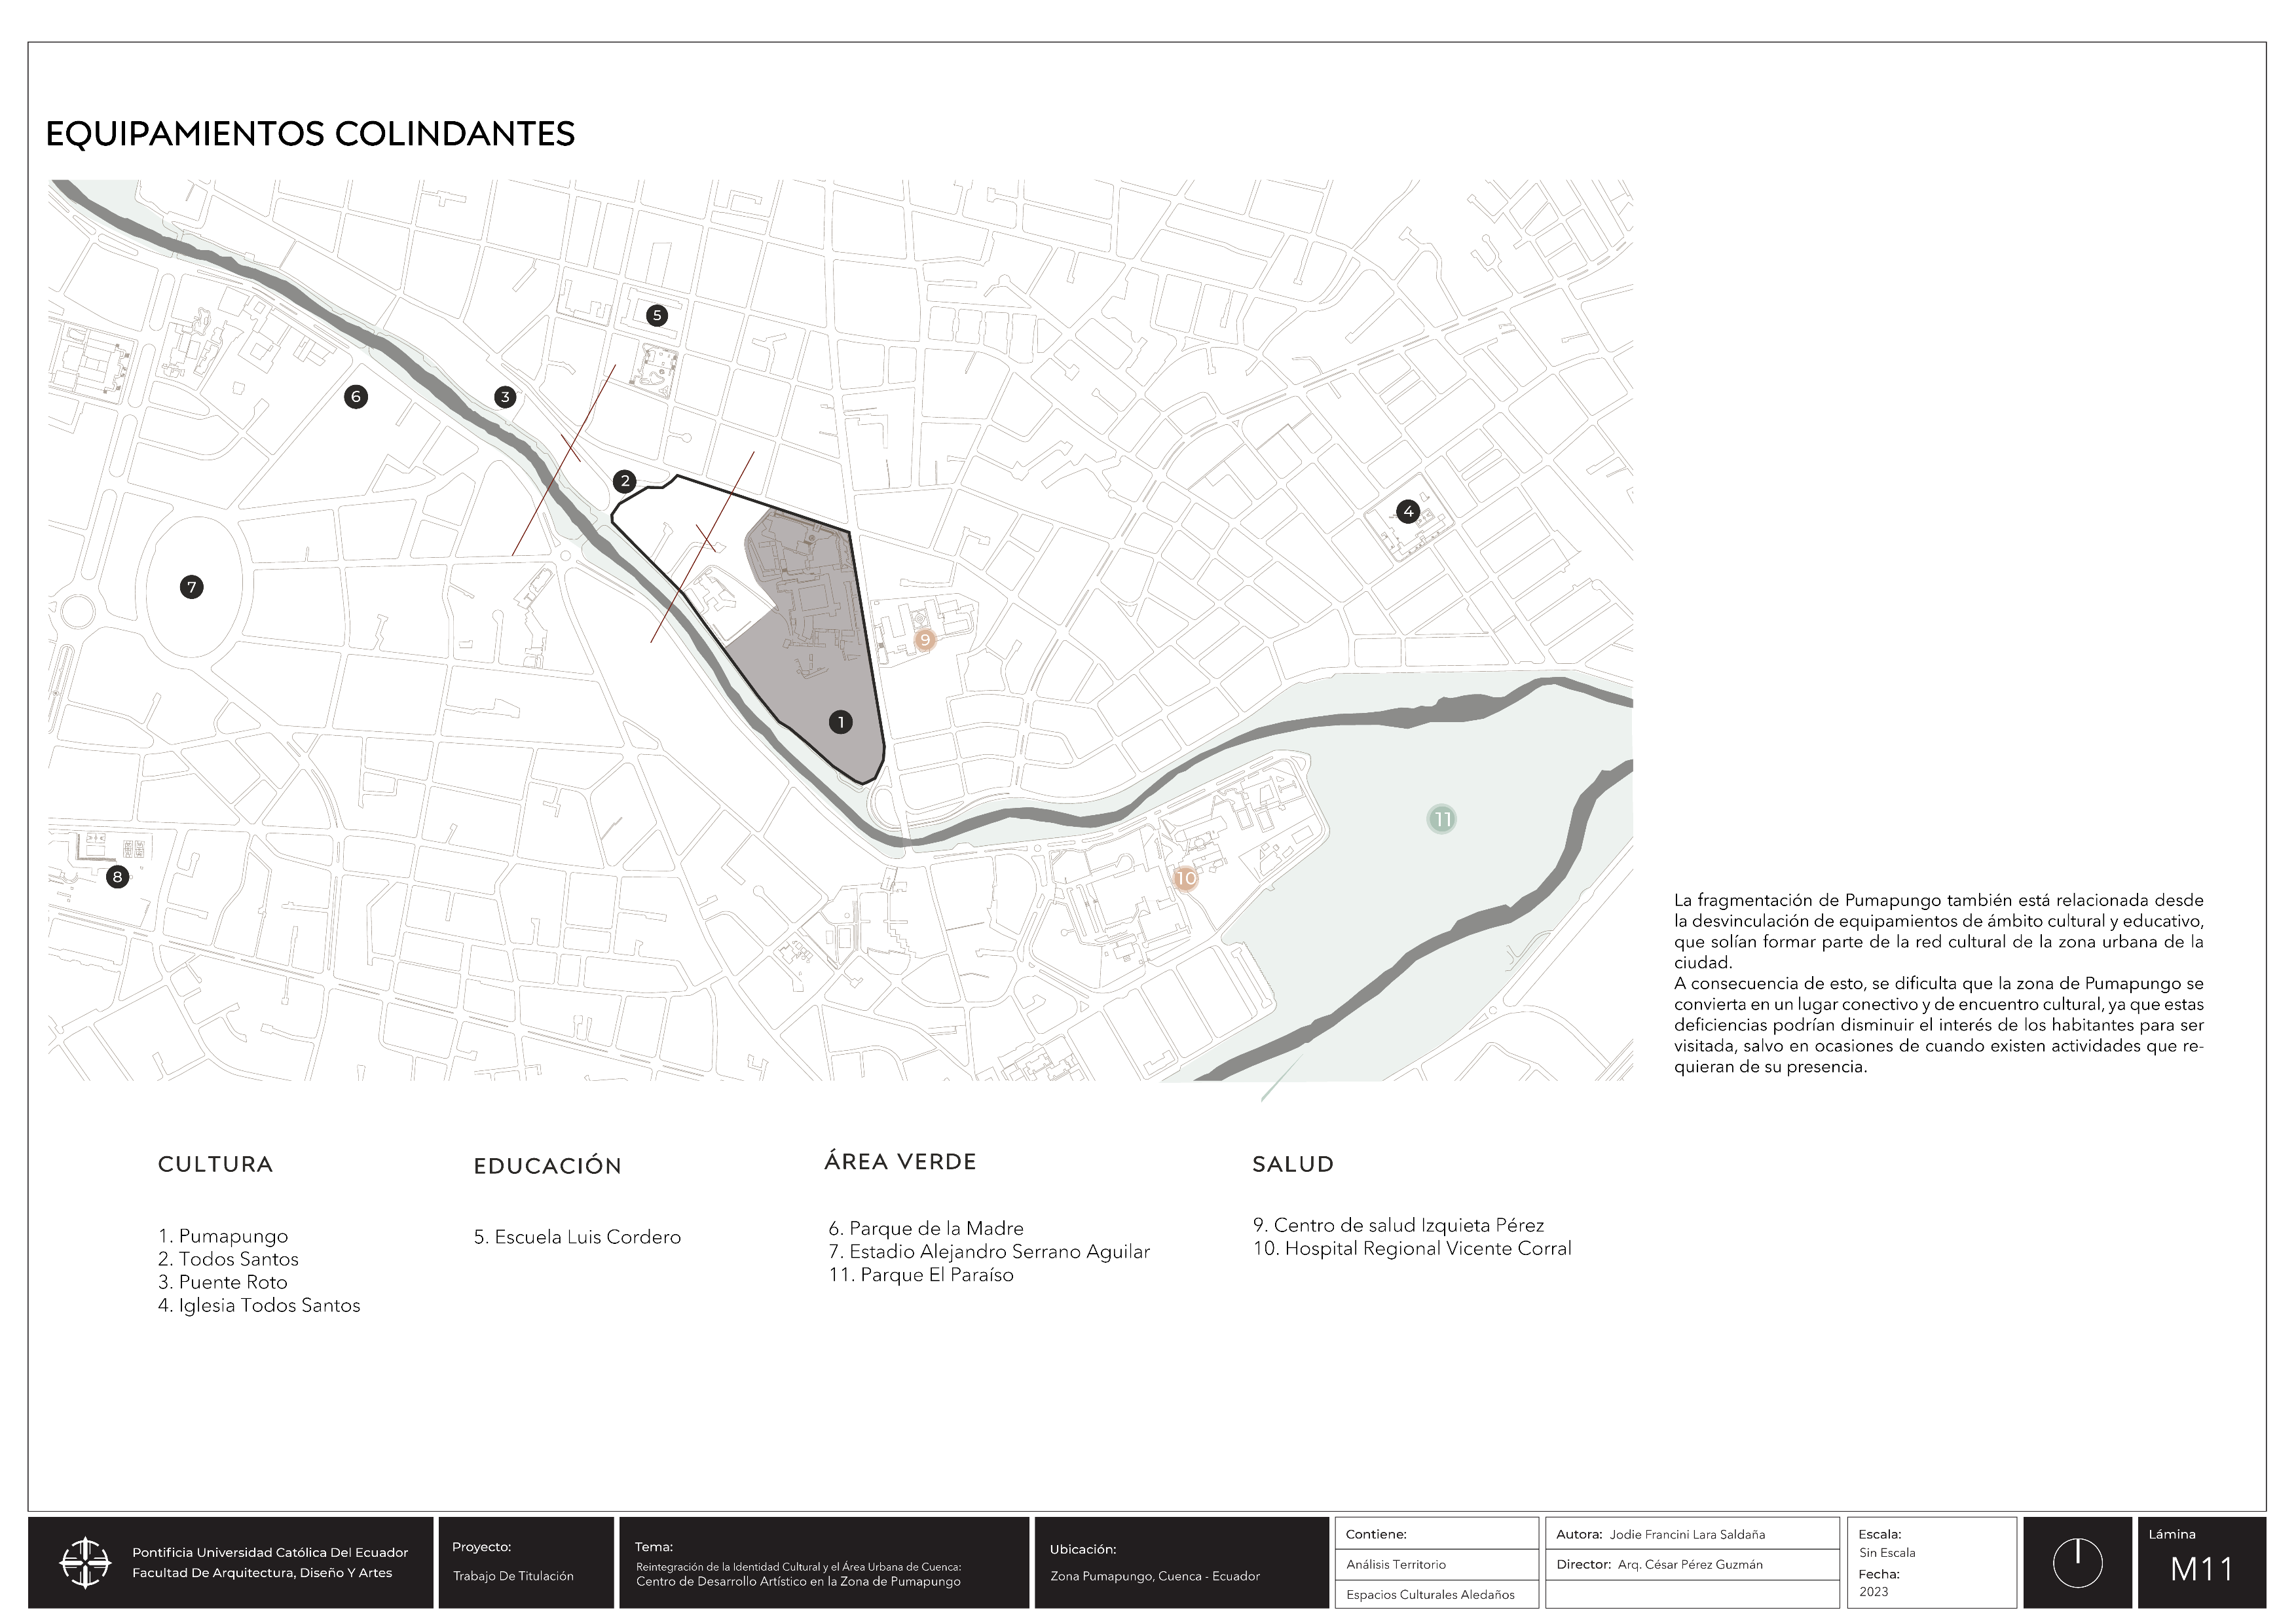 EQUIPAMIENTOS COLINDANTES
5
6
3
2
4
7
9
1
11
8
10
La fragmentación de Pumapungo también está relacionada desde
la desvinculación de equipamientos de ámbito cultural y educativo,
que solían formar parte de la red cultural de la zona urbana de la
ciudad.
A consecuencia de esto, se dificulta que la zona de Pumapungo se
convierta en un lugar conectivo y de encuentro cultural, ya que estas
deficiencias podrían disminuir el interés de los habitantes para ser
visitada, salvo en ocasiones de cuando existen actividades que re-
quieran de su presencia.
CULTURA
1. Pumapungo
2. Todos Santos
3. Puente Roto
4. Iglesia Todos Santos
EDUCACIÓN
5. Escuela Luis Cordero
ÁREA VERDE
6. Parque de la Madre
7. Estadio Alejandro Serrano Aguilar
11. Parque El Paraíso
SALUD
9. Centro de salud Izquieta Pérez
10. Hospital Regional Vicente Corral
Pontificia Universidad Católica Del Ecuador
Facultad De Arquitectura, Diseño Y Artes
Proyecto:
Trabajo De Titulación
Tema:
Reintegración de la Identidad Cultural y el Área Urbana de Cuenca:
Centro de Desarrollo Artístico en la Zona de Pumapungo
Ubicación:
Zona Pumapungo, Cuenca - Ecuador
Contiene:
Análisis Territorio
Espacios Culturales Aledaños
Autora: Jodie Francini Lara Saldaña
Director: Arq. César Pérez Guzmán
Escala:
Sin Escala
Fecha:
2023
Lámina
M11